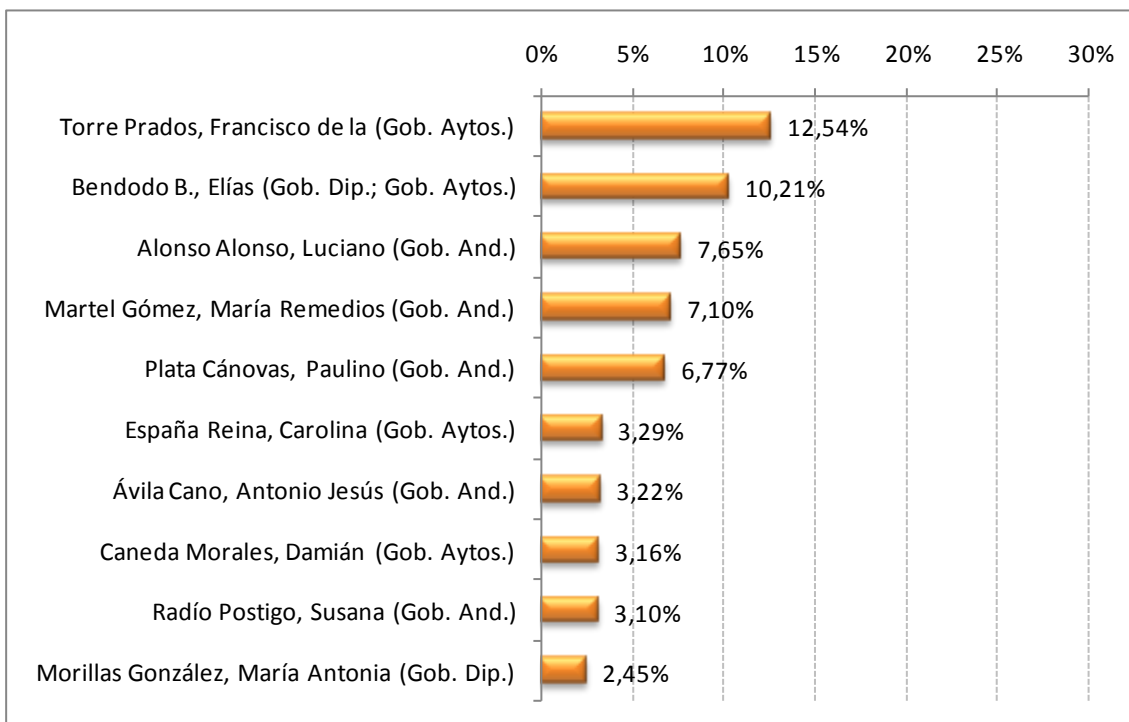 0% 5% 10% 15% 20% 25% 30%
Torre Prados, Francisco de la (Gob. Aytos.) 12,54%
Bendodo B., Elías (Gob. Dip.; Gob. Aytos.) 10,21%
Alonso Alonso, Luciano (Gob. And.) 7,65%
Martel Gómez, María Remedios (Gob. And.) 7,10%
Plata Cánovas, Paulino (Gob. And.) 6,77%
España Reina, Carolina (Gob. Aytos.) 3,29%
Ávila Cano, Antonio Jesús (Gob. And.) 3,22%
Caneda Morales, Damián (Gob. Aytos.) 3,16%
Radío Postigo, Susana (Gob. And.) 3,10%
Morillas González, María Antonia (Gob. Dip.) 2,45%